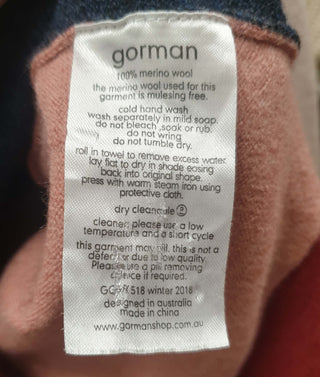 gorman
100% merino wool
the merino wool used for this
garment is mulesing free.
cold hand wash
wash separately in mild soap.
do not bleach ,soak or rub.
do not wring
do not tumble dry.
roll in towel to remove excess water.
lay flat to dry in shade easing
back into original shape.
press with warm steam iron using
protective cloth.
dry cleanable Ⓟ
cleaner: please use a low
temperature and a short cycle
this garment may pill. this is not a
defect or due to low quality.
Please use a pill removing
device if required.
518 winter 2018
designed in australia
made in china
www.gormanshop.com.au